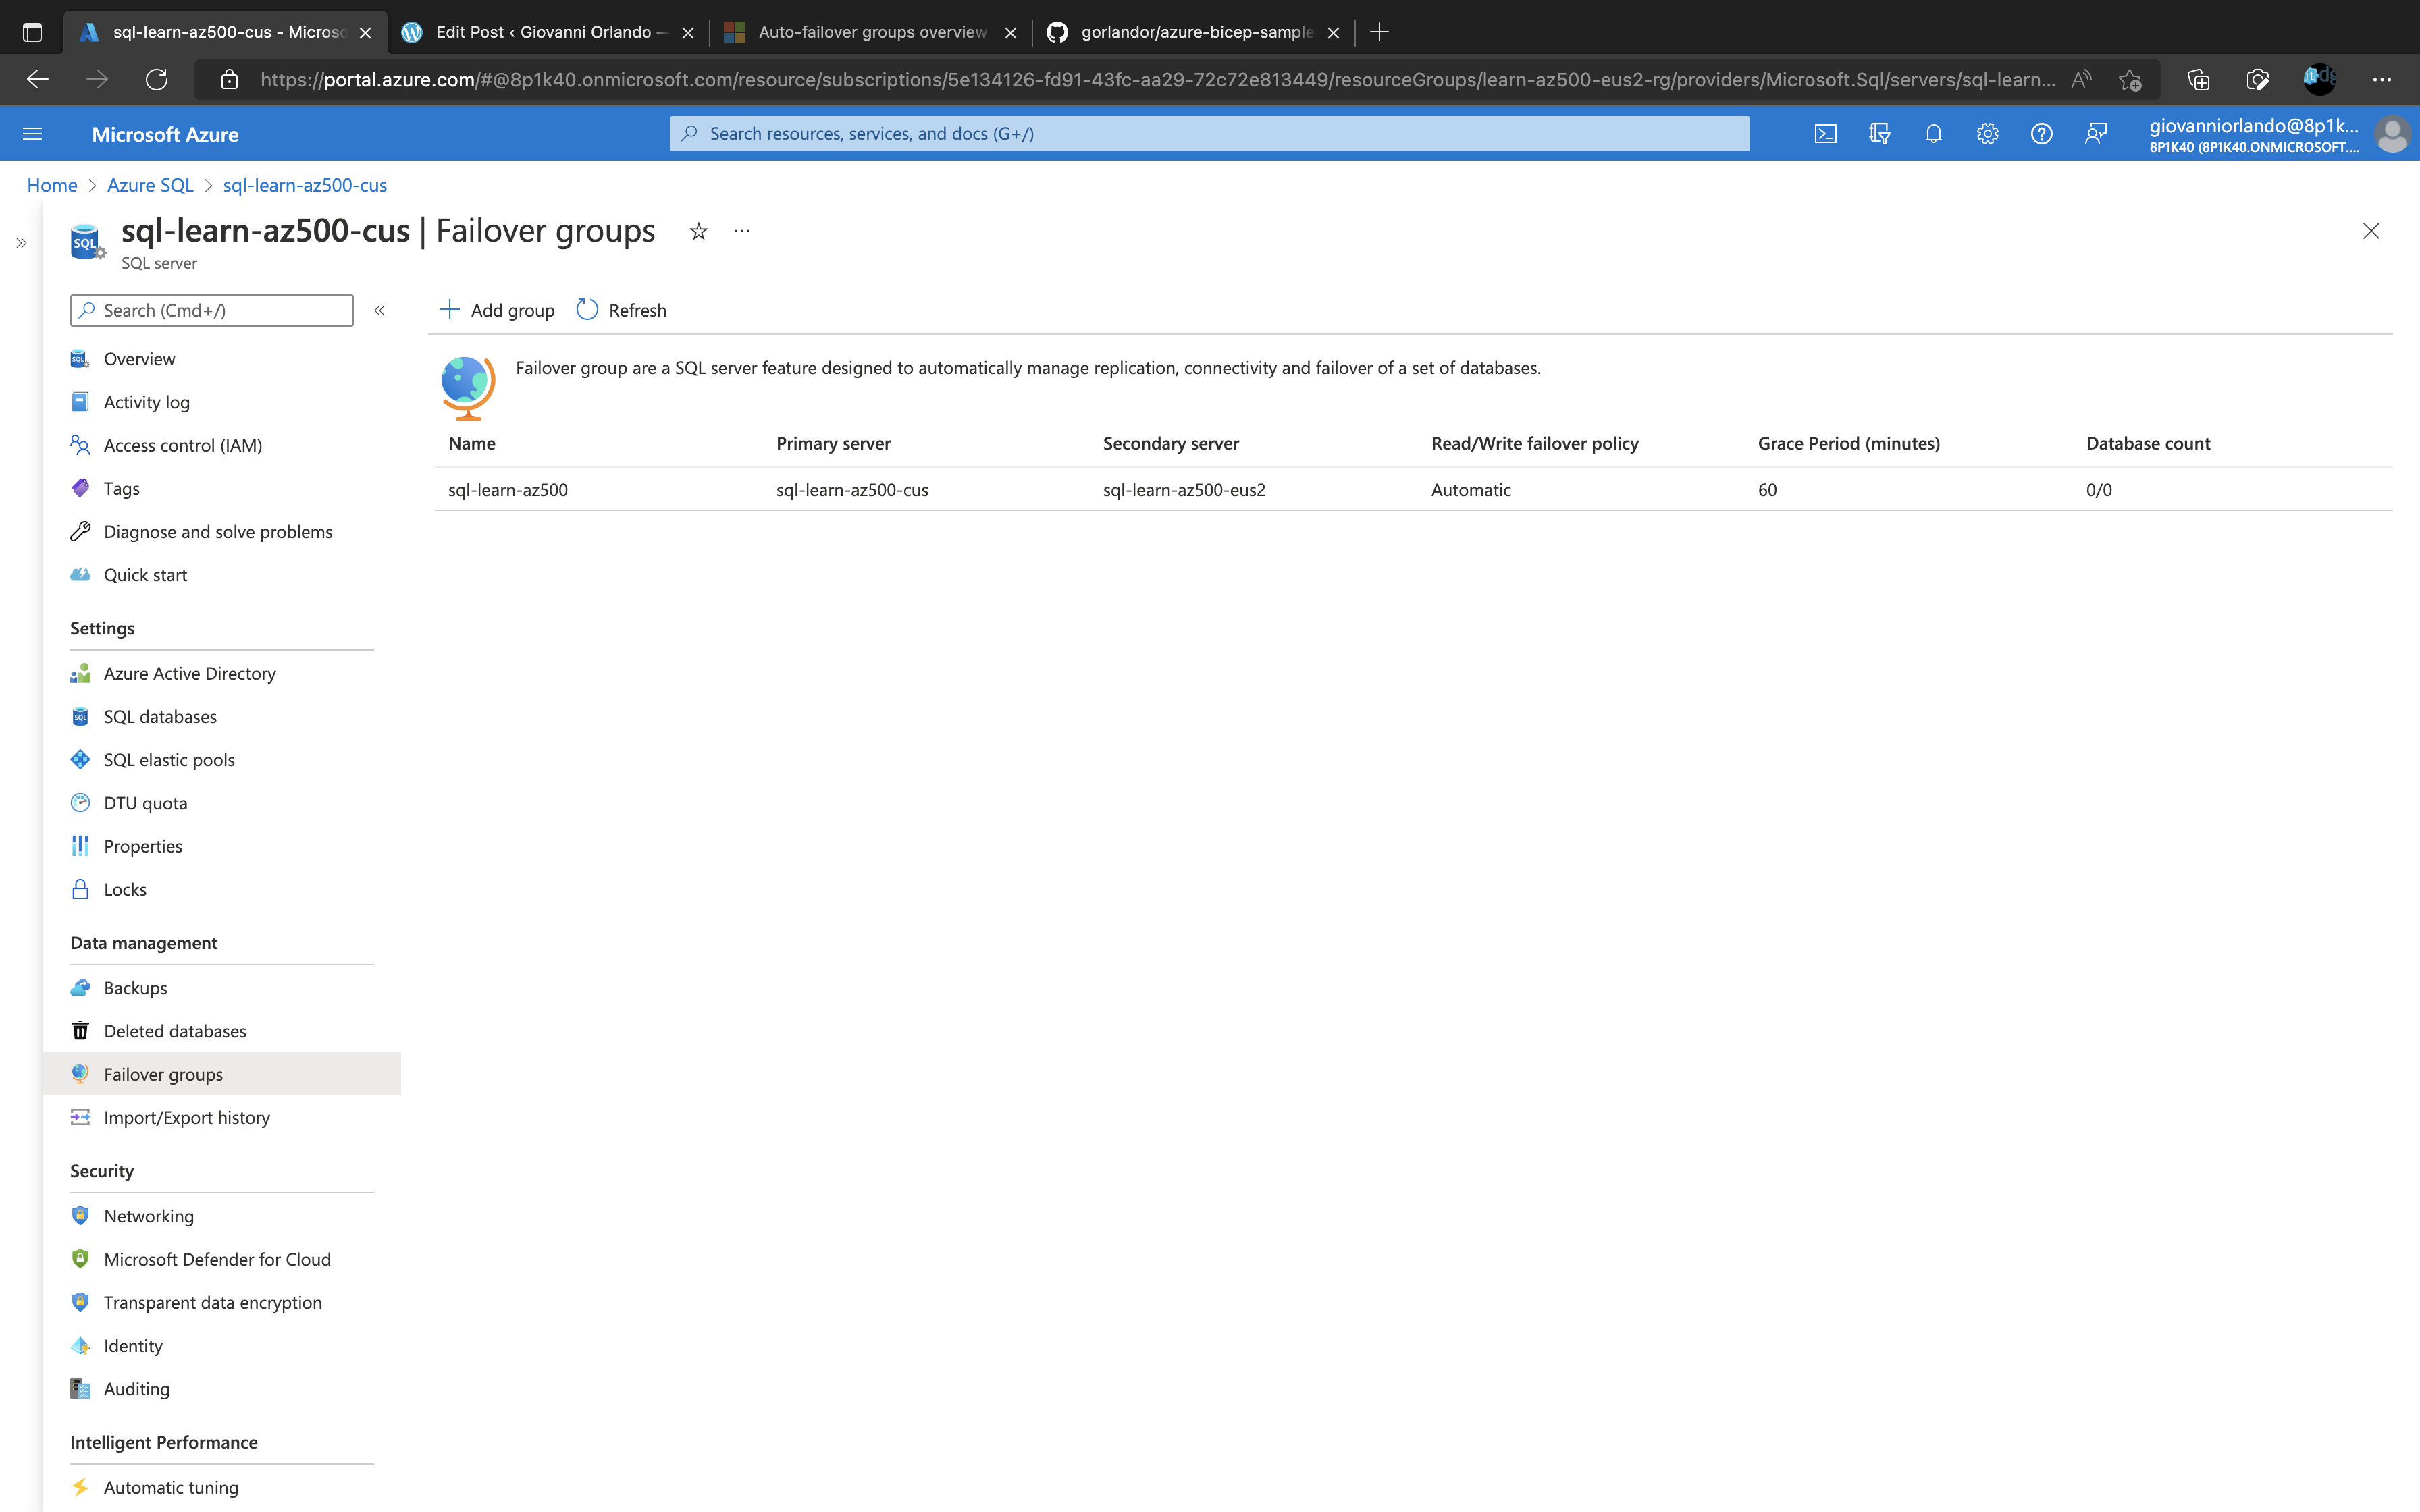 sql-learn-az500-cus - Microsc
Edit Post ‹ Giovanni Orlando —
Auto-failover groups overview
gorlandor/azure-bicep-sample
https://portal.azure.com/#@8p1k40.onmicrosoft.com/resource/subscriptions/5e134126-fd91-43fc-aa29-72c72e813449/resourceGroups/learn-az500-eus2-rg/providers/Microsoft.Sql/servers/sql-learn...
Microsoft Azure
Search resources, services, and docs (G+/)
giovanniorlando@8p1k...
8P1K40 (8P1K40.ONMICROSOFT....
Home > Azure SQL > sql-learn-az500-cus
SQL
sql-learn-az500-cus | Failover groups
SQL server
Search (Cmd+/)
Add group
Refresh
Failover group are a SQL server feature designed to automatically manage replication, connectivity and failover of a set of databases.
Name Primary server Secondary server Read/Write failover policy Grace Period (minutes) Database count
sql-learn-az500 sql-learn-az500-cus sql-learn-az500-eus2 Automatic 60 0/0
Overview
Activity log
Access control (IAM)
Tags
Diagnose and solve problems
Quick start
Settings
Azure Active Directory
SQL databases
SQL elastic pools
DTU quota
Properties
Locks
Data management
Backups
Deleted databases
Failover groups
Import/Export history
Security
Networking
Microsoft Defender for Cloud
Transparent data encryption
Identity
Auditing
Intelligent Performance
Automatic tuning